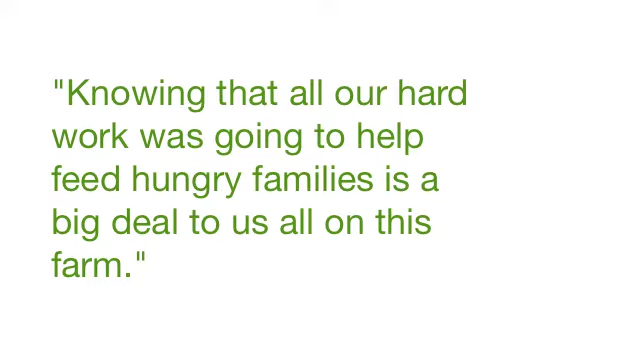 "Knowing that all our hard
work was going to help
feed hungry families is a
big deal to us all on this
farm."